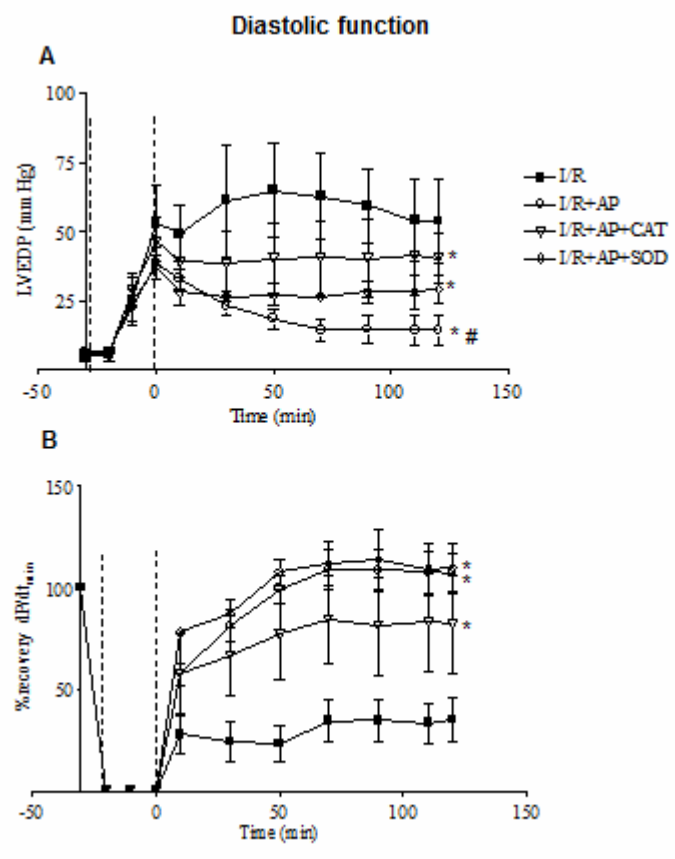 Diastolic function
A
LVEDP (mm Hg)
100
75
50
25
-50 0 50 100 150
Time (min)
I/R
I/R+AP
I/R+AP+CAT
I/R+AP+SOD
*
*
* #
B
%recovery dP/dtmin
150
100
50
-50 0 50 100 150
Time (min)
*
*
*